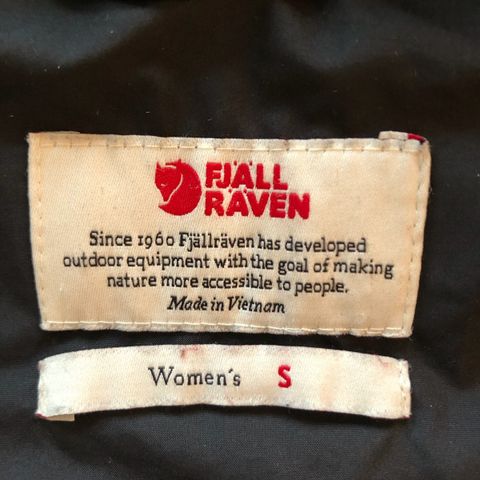 FJÄLL
RÄVEN
Since 1960 Fjällräven has developed
outdoor equipment with the goal of making
nature more accessible to people.
Made in Vietnam
Women's S